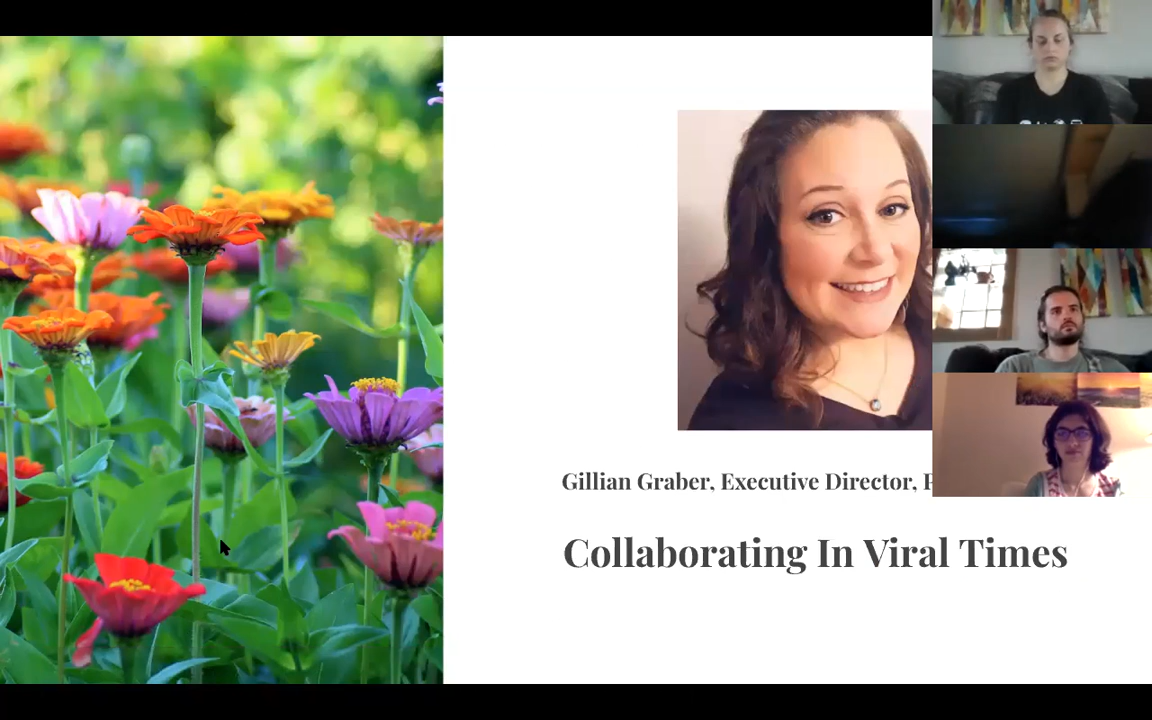 Gillian Graber, Executive Director, P
Collaborating In Viral Times